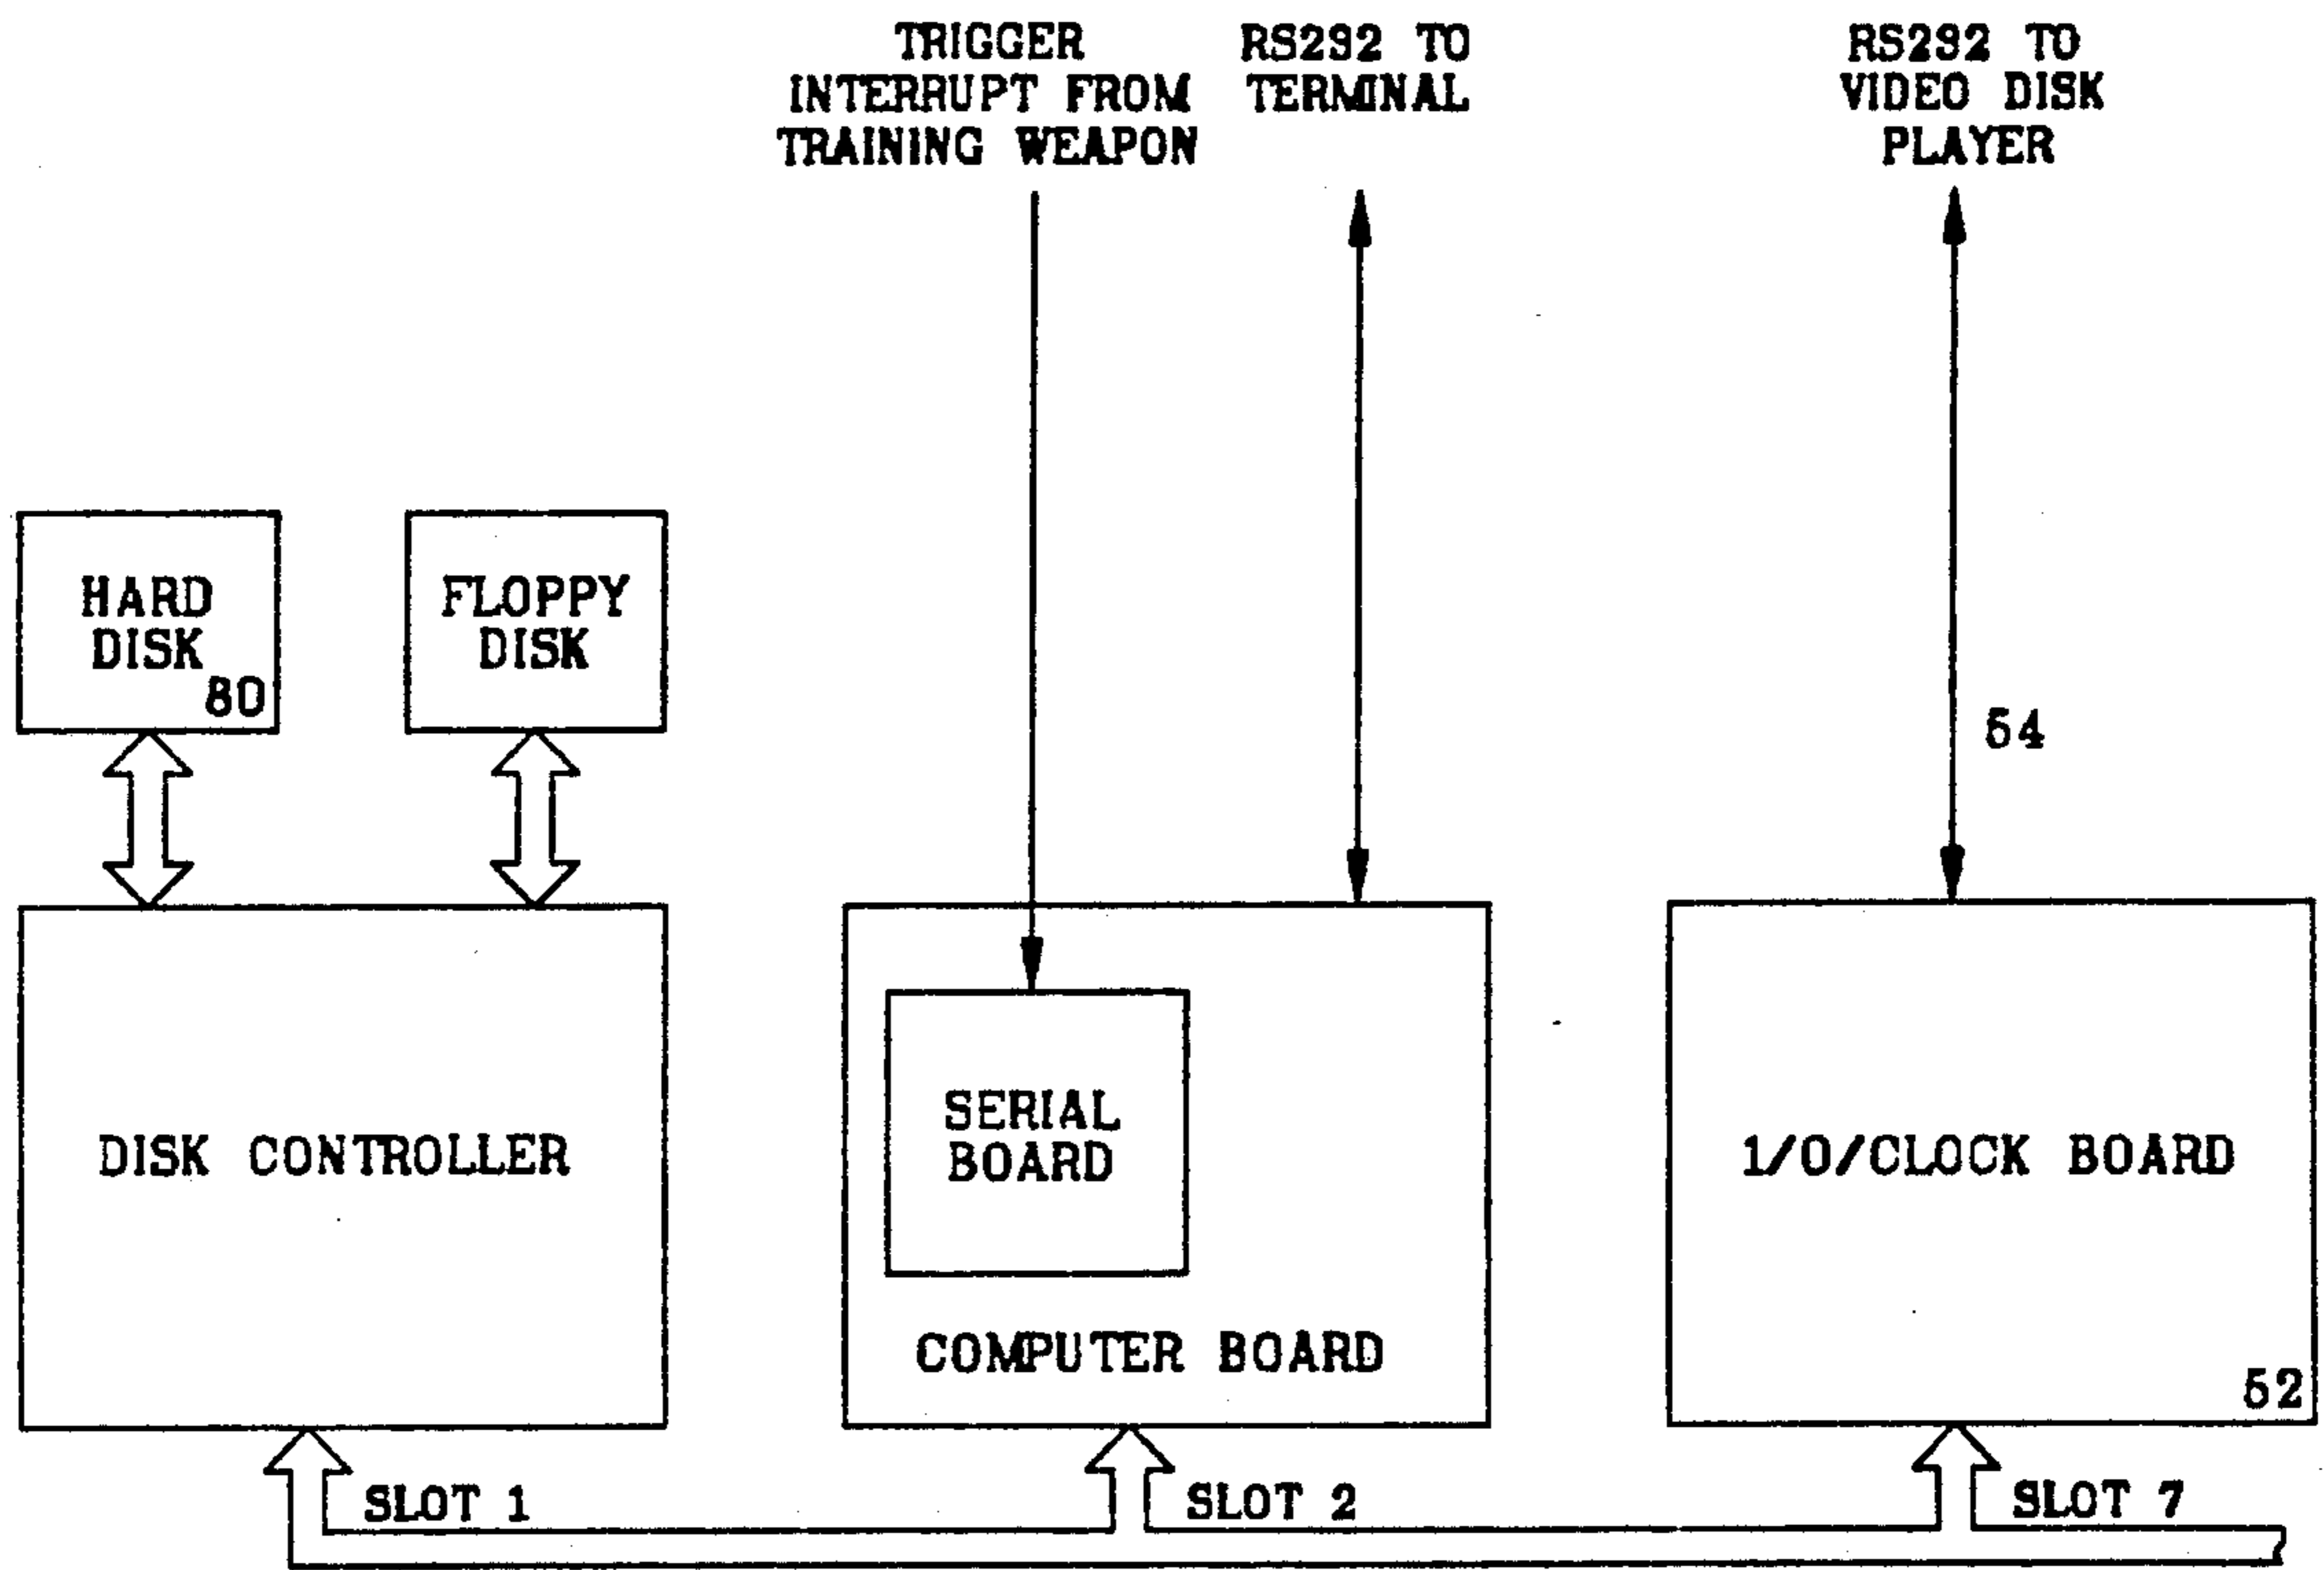 TRIGGER
INTERRUPT FROM
TRAINING WEAPON
RS232 TO
TERMINAL
RS232 TO
VIDEO DISK
PLAYER
HARD
DISK
80
FLOPPY
DISK
54
DISK CONTROLLER
SERIAL
BOARD
COMPUTER BOARD
1/O/CLOCK BOARD
52
SLOT 1
SLOT 2
SLOT 7